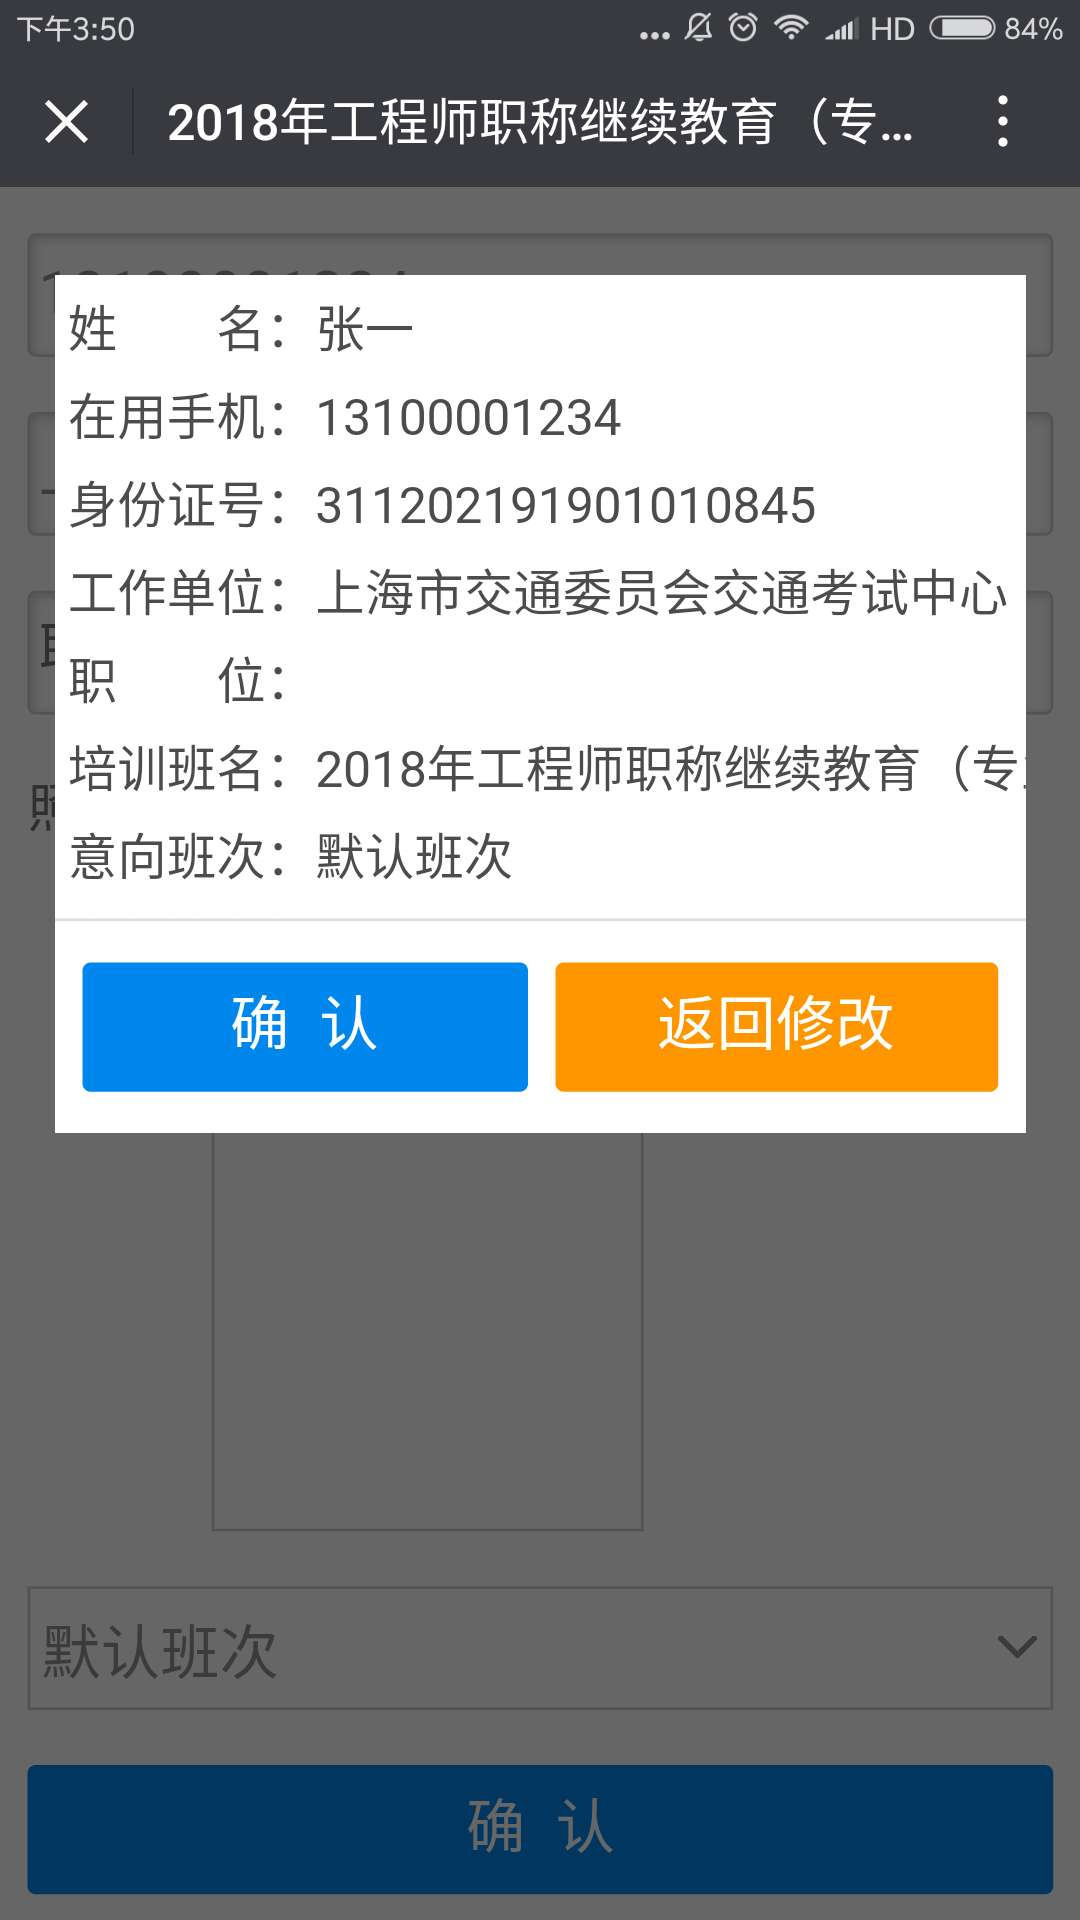 下午3:50 ... HD 84%
2018年工程师职称继续教育（专...
姓　　名：张一
在用手机：13100001234
身份证号：311202191901010845
工作单位：上海市交通委员会交通考试中心
职　　位：
培训班名：2018年工程师职称继续教育（专
意向班次：默认班次
确 认
返回修改
默认班次
确 认